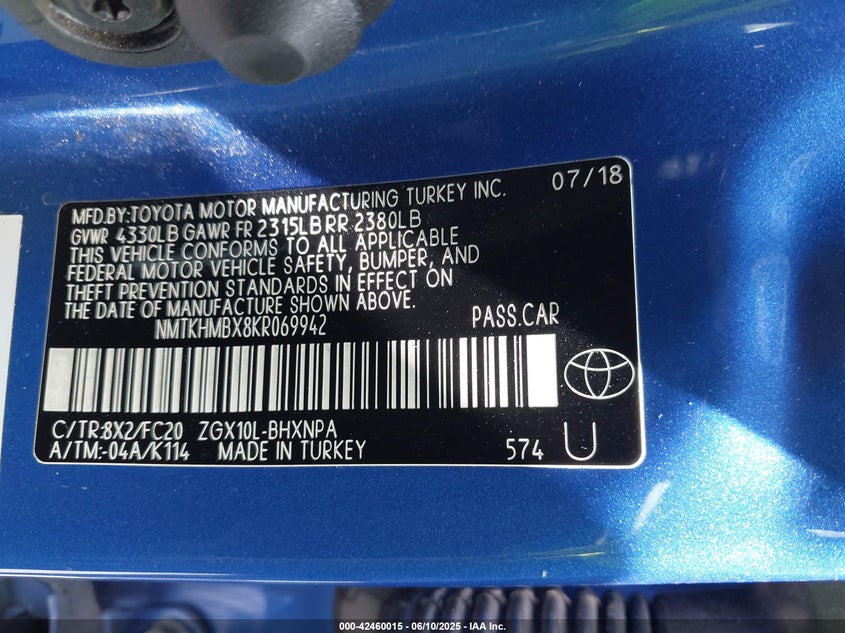 MFD.BY:TOYOTA MOTOR MANUFACTURING TURKEY INC. 07/18
GVWR 4330LB GAWR FR 2315LB RR 2380LB
THIS VEHICLE CONFORMS TO ALL APPLICABLE
FEDERAL MOTOR VEHICLE SAFETY, BUMPER, AND
THEFT PREVENTION STANDARDS IN EFFECT ON
THE DATE OF MANUFACTURE SHOWN ABOVE.
NMTKHMBX8KR069942 PASS.CAR
C/TR:8X2/FC20 ZGX10L-BHXNPA
A/TM:-04A/K114 MADE IN TURKEY 574 U
000-42460015 - 06/10/2025 - IAA Inc.